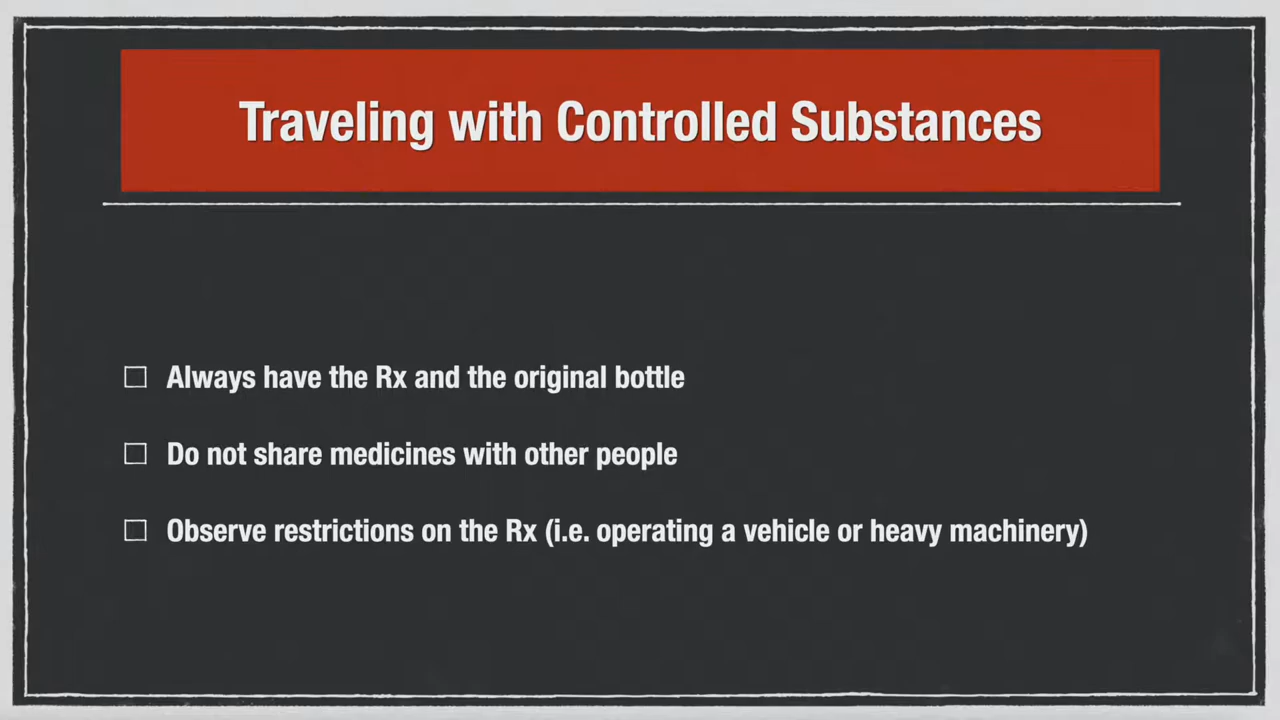 Traveling with Controlled Substances
Always have the Rx and the original bottle
Do not share medicines with other people
Observe restrictions on the Rx (i.e. operating a vehicle or heavy machinery)